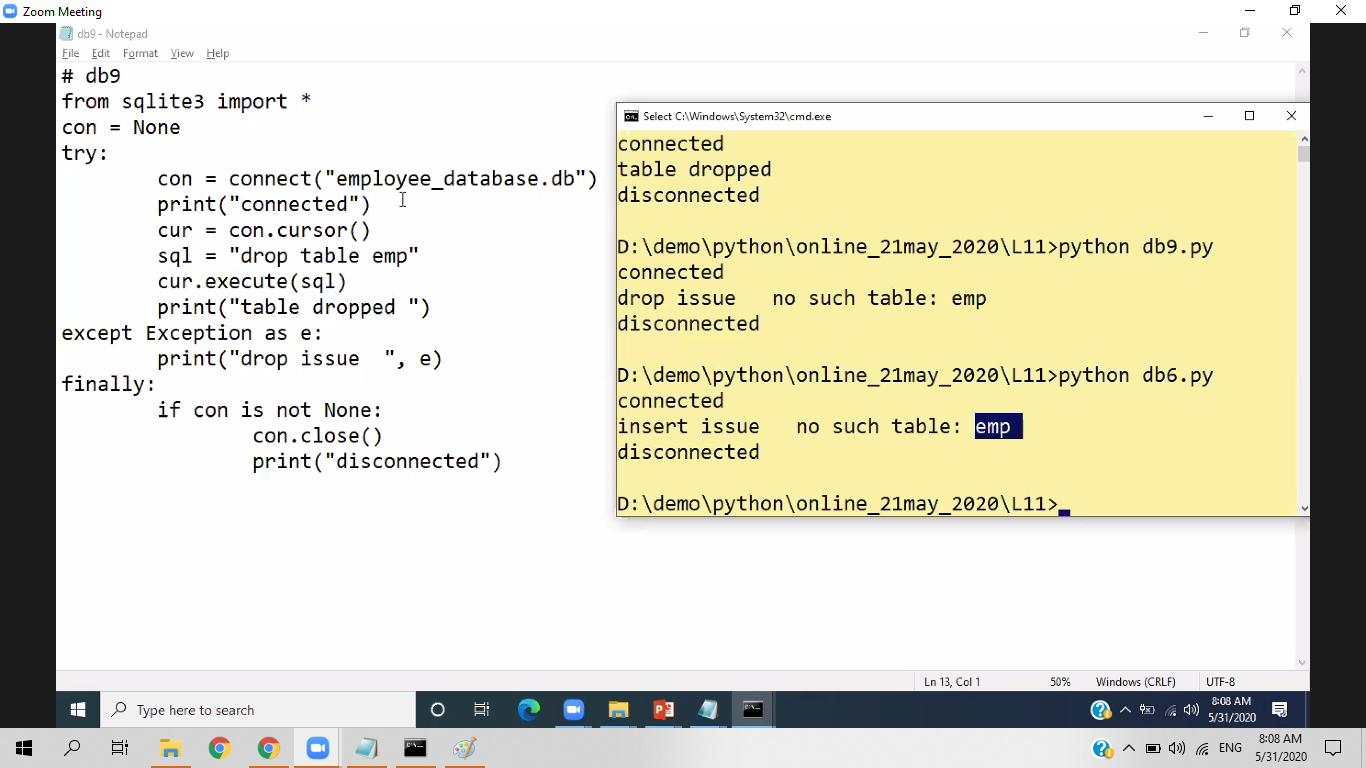 Zoom Meeting
db9 - Notepad
File Edit Format View Help
# db9
from sqlite3 import *
con = None
try:
con = connect("employee_database.db")
print("connected")
cur = con.cursor()
sql = "drop table emp"
cur.execute(sql)
print("table dropped ")
except Exception as e:
print("drop issue  ", e)
finally:
if con is not None:
con.close()
print("disconnected")
Select C:\Windows\System32\cmd.exe
connected
table dropped
disconnected
D:\demo\python\online_21may_2020\L11>python db9.py
connected
drop issue   no such table: emp
disconnected
D:\demo\python\online_21may_2020\L11>python db6.py
connected
insert issue   no such table: emp
disconnected
D:\demo\python\online_21may_2020\L11>
Ln 13, Col 1 50% Windows (CRLF) UTF-8
Type here to search
8:08 AM
5/31/2020
ENG
8:08 AM
5/31/2020